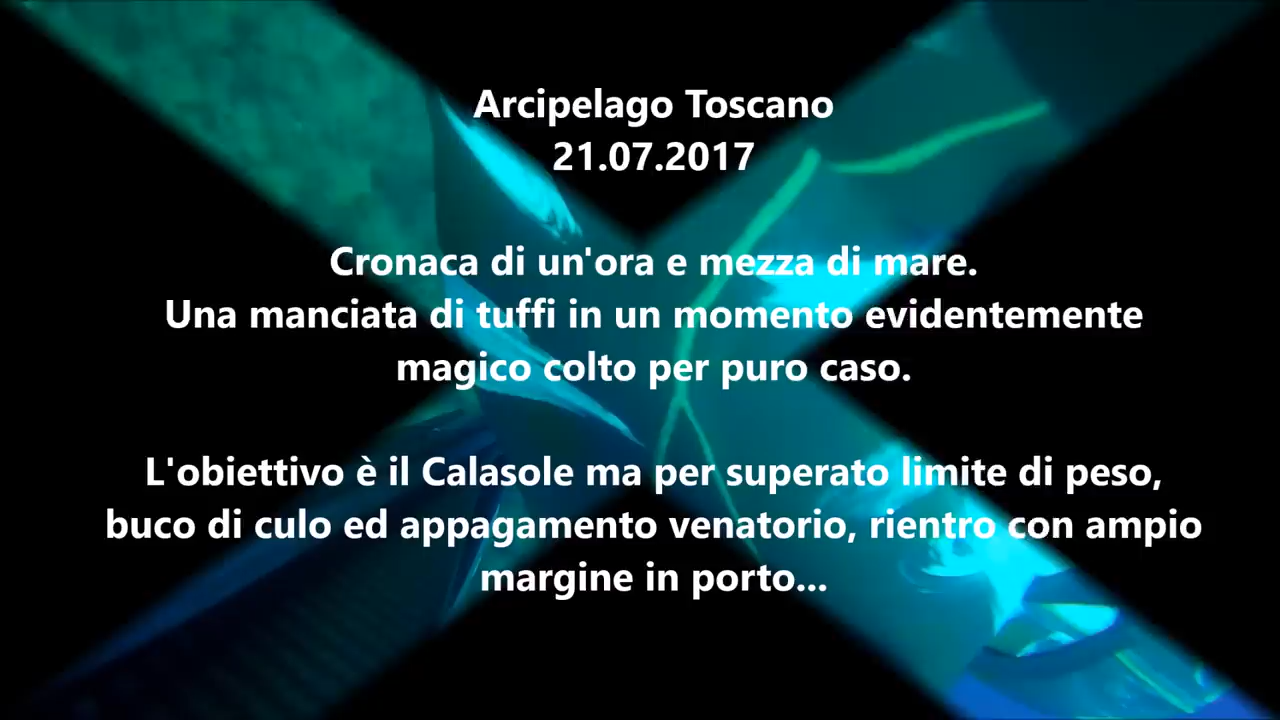 Arcipelago Toscano
21.07.2017
Cronaca di un'ora e mezza di mare.
Una manciata di tuffi in un momento evidentemente
magico colto per puro caso.
L'obiettivo è il Calasole ma per superato limite di peso,
buco di culo ed appagamento venatorio, rientro con ampio
margine in porto...